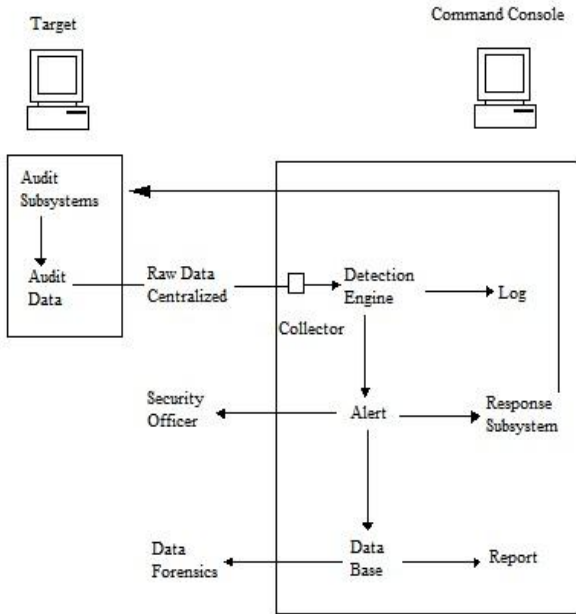 Target
Command Console
Audit
Subsystems
Audit
Data
Raw Data
Centralized
Collector
Detection
Engine
Log
Security
Officer
Alert
Response
Subsystem
Data
Forensics
Data
Base
Report